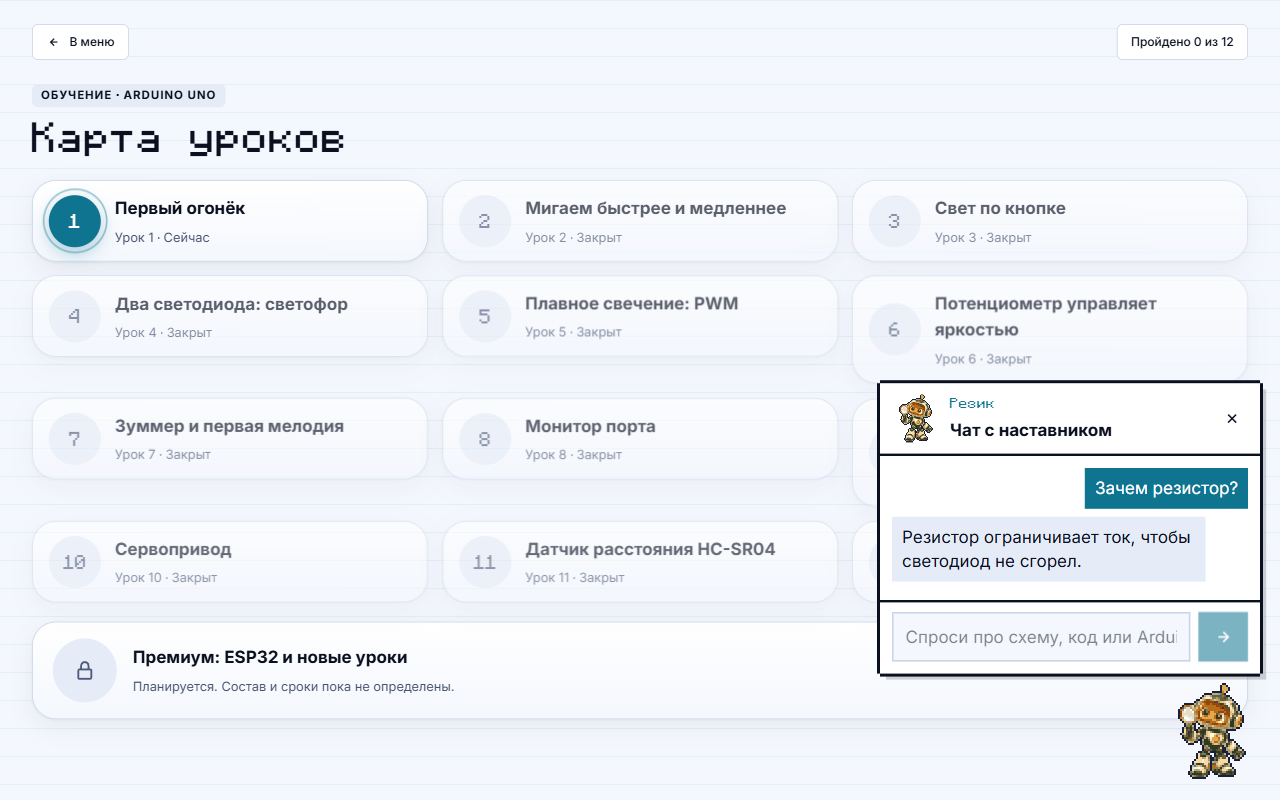 ← В меню
Пройдено 0 из 12
ОБУЧЕНИЕ · ARDUINO UNO
Карта уроков
1
Первый огонёк
Урок 1 · Сейчас
2
Мигаем быстрее и медленнее
Урок 2 · Закрыт
3
Свет по кнопке
Урок 3 · Закрыт
4
Два светодиода: светофор
Урок 4 · Закрыт
5
Плавное свечение: PWM
Урок 5 · Закрыт
6
Потенциометр управляет
яркостью
Урок 6 · Закрыт
7
Зуммер и первая мелодия
Урок 7 · Закрыт
8
Монитор порта
Урок 8 · Закрыт
10
Сервопривод
Урок 10 · Закрыт
11
Датчик расстояния HC-SR04
Урок 11 · Закрыт
Премиум: ESP32 и новые уроки
Планируется. Состав и сроки пока не определены.
Резик
Чат с наставником
×
Зачем резистор?
Резистор ограничивает ток, чтобы
светодиод не сгорел.
Спроси про схему, код или Ardui
→